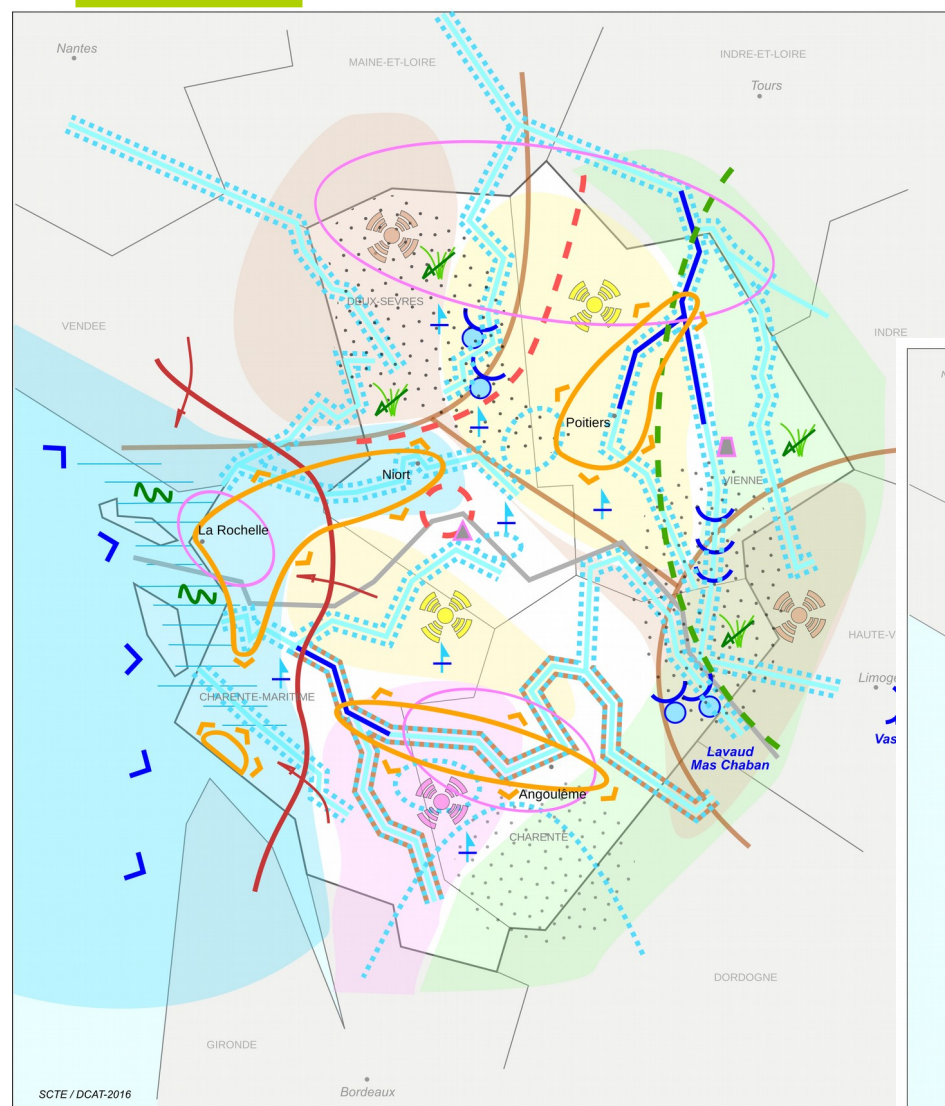 Nantes
MAINE-ET-LOIRE
INDRE-ET-LOIRE
Tours
DEUX-SEVRES
VENDEE
INDRE
Poitiers
Niort
VIENNE
La Rochelle
HAUTE-V
Limoge
CHARENTE-MARITIME
Lavaud
Mas Chaban
Vas
Angoulême
CHARENTE
DORDOGNE
GIRONDE
SCTE / DCAT-2016
Bordeaux